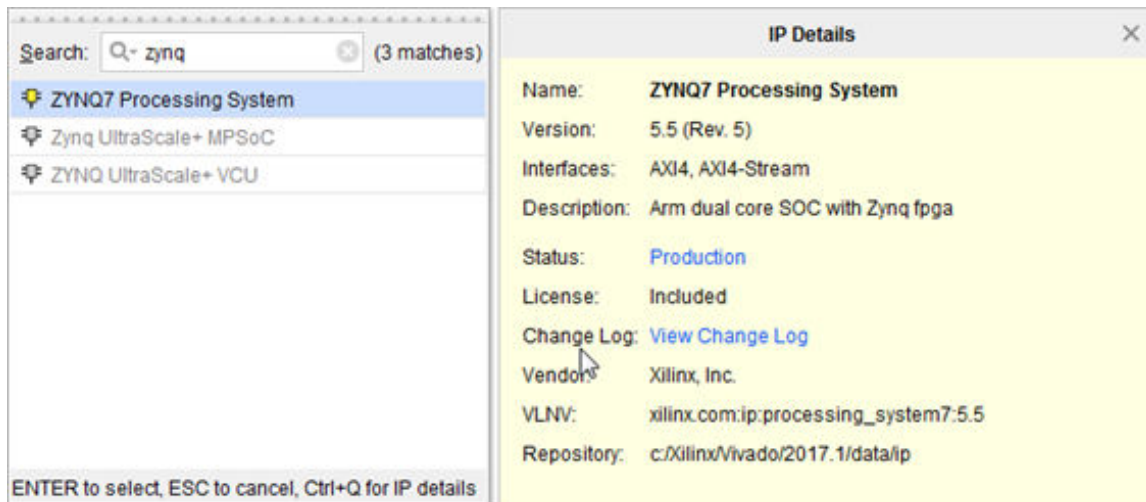 Search: zynq (3 matches)
ZYNQ7 Processing System
Zynq UltraScale+ MPSoC
ZYNQ UltraScale+ VCU
ENTER to select, ESC to cancel, Ctrl+Q for IP details
IP Details
Name: ZYNQ7 Processing System
Version: 5.5 (Rev. 5)
Interfaces: AXI4, AXI4-Stream
Description: Arm dual core SOC with Zynq fpga
Status: Production
License: Included
Change Log: View Change Log
Vendor: Xilinx, Inc.
VLNV: xilinx.com:ip:processing_system7:5.5
Repository: c:/Xilinx/Vivado/2017.1/data/ip